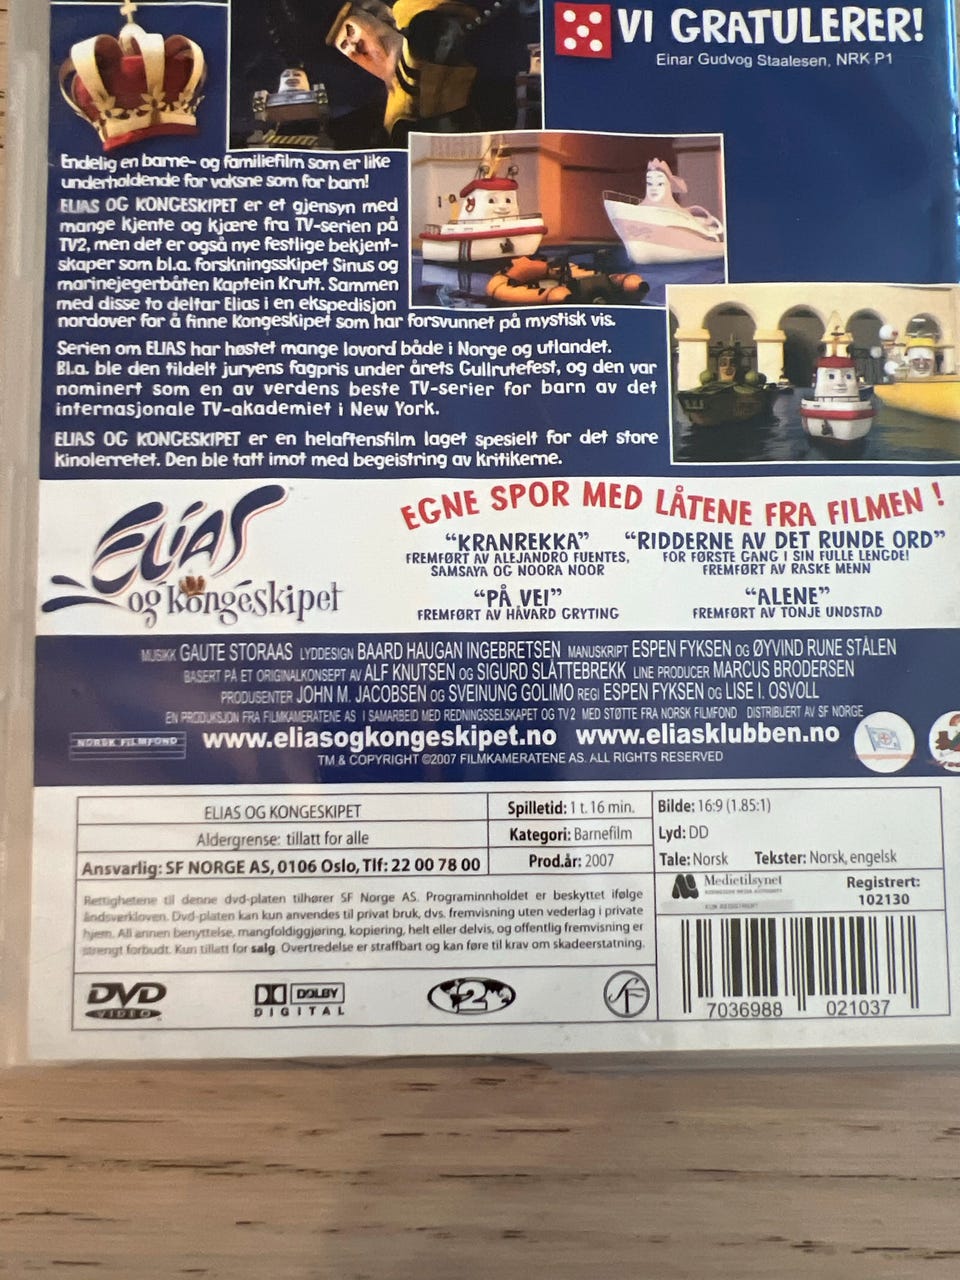 VI GRATULERER!
Einar Gudvog Staalesen, NRK P1
Endelig en barne- og familiefilm som er like
underholdende for voksne som for barn!
ELIAS OG KONGESKIPET er et gjensyn med
mange kjente og kjære fra TV-serien på
TV2, men det er også nye festlige bekjent-
skaper som bl.a. forskningsskipet Sinus og
marinejegerbåten Kaptein Krutt. Sammen
med disse to deltar Elias i en ekspedisjon
nordover for å finne Kongeskipet som har forsvunnet på mystisk vis.
Serien om ELIAS har høstet mange lovord både i Norge og utlandet.
Bl.a. ble den tildelt juryens fagpris under årets Gullrutefest, og den var
nominert som en av verdens beste TV-serier for barn av det
internasjonale TV-akademiet i New York.
ELIAS OG KONGESKIPET er en helaftensfilm laget spesielt for det store
kinolerretet. Den ble tatt imot med begeistring av kritikerne.
ELIAS
og kongeskipet
EGNE SPOR MED LÅTENE FRA FILMEN !
"KRANREKKA"
FREMFØRT AV ALEJANDRO FUENTES,
SAMSAYA OG NOORA NOOR
"RIDDERNE AV DET RUNDE ORD"
FOR FØRSTE GANG I SIN FULLE LENGDE!
FREMFØRT AV RASKE MENN
"PÅ VEI"
FREMFØRT AV HÅVARD GRYTING
"ALENE"
FREMFØRT AV TONJE UNDSTAD
MUSIKK GAUTE STORAAS LYDDESIGN BAARD HAUGAN INGEBRETSEN MANUSKRIPT ESPEN FYKSEN OG ØYVIND RUNE STÅLEN
BASERT PÅ ET ORIGINALKONSEPT AV ALF KNUTSEN OG SIGURD SLÅTTEBREKK LINE PRODUCER MARCUS BRODERSEN
PRODUSENTER JOHN M. JACOBSEN OG SVEINUNG GOLIMO REGI ESPEN FYKSEN OG LISE I. OSVOLL
EN PRODUKSJON FRA FILMKAMERATENE AS I SAMARBEID MED REDNINGSSELSKAPET OG TV2 MED STØTTE FRA NORSK FILMFOND DISTRIBUERT AV SF NORGE
NORSK FILMFOND www.eliasogkongeskipet.no www.eliasklubben.no
TM & COPYRIGHT ©2007 FILMKAMERATENE AS. ALL RIGHTS RESERVED
ELIAS OG KONGESKIPET
Aldergrense: tillatt for alle
Ansvarlig: SF NORGE AS, 0106 Oslo, Tlf: 22 00 78 00
Spilletid: 1 t. 16 min.
Kategori: Barnefilm
Prod.år: 2007
Bilde: 16:9 (1.85:1)
Lyd: DD
Tale: Norsk Tekster: Norsk, engelsk
Rettighetene til denne dvd-platen tilhører SF Norge AS. Programinnholdet er beskyttet ifølge
åndsverkloven. Dvd-platen kan kun anvendes til privat bruk, dvs. fremvisning uten vederlag i private
hjem. All annen benyttelse, mangfoldiggjøring, kopiering, helt eller delvis, og offentlig fremvisning er
strengt forbudt. Kun tillatt for salg. Overtredelse er straffbart og kan føre til krav om skadeerstatning.
Medietilsynet
NORWEGIAN MEDIA AUTHORITY
KUN REGISTRERT
Registrert:
102130
DVD
VIDEO
DOLBY
DIGITAL
2
SF
7036988 021037